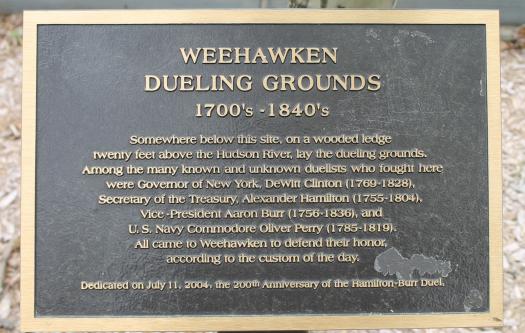 WEEHAWKEN
DUELING GROUNDS
1700's - 1840's
Somewhere below this site, on a wooded ledge
twenty feet above the Hudson River, lay the dueling grounds.
Among the many known and unknown duelists who fought here
were Governor of New York, DeWitt Clinton (1769-1828),
Secretary of the Treasury, Alexander Hamilton (1755-1804),
Vice-President Aaron Burr (1756-1836), and
U. S. Navy Commodore Oliver Perry (1785-1819).
All came to Weehawken to defend their honor,
according to the custom of the day.
Dedicated on July 11, 2004, the 200th Anniversary of the Hamilton-Burr Duel.